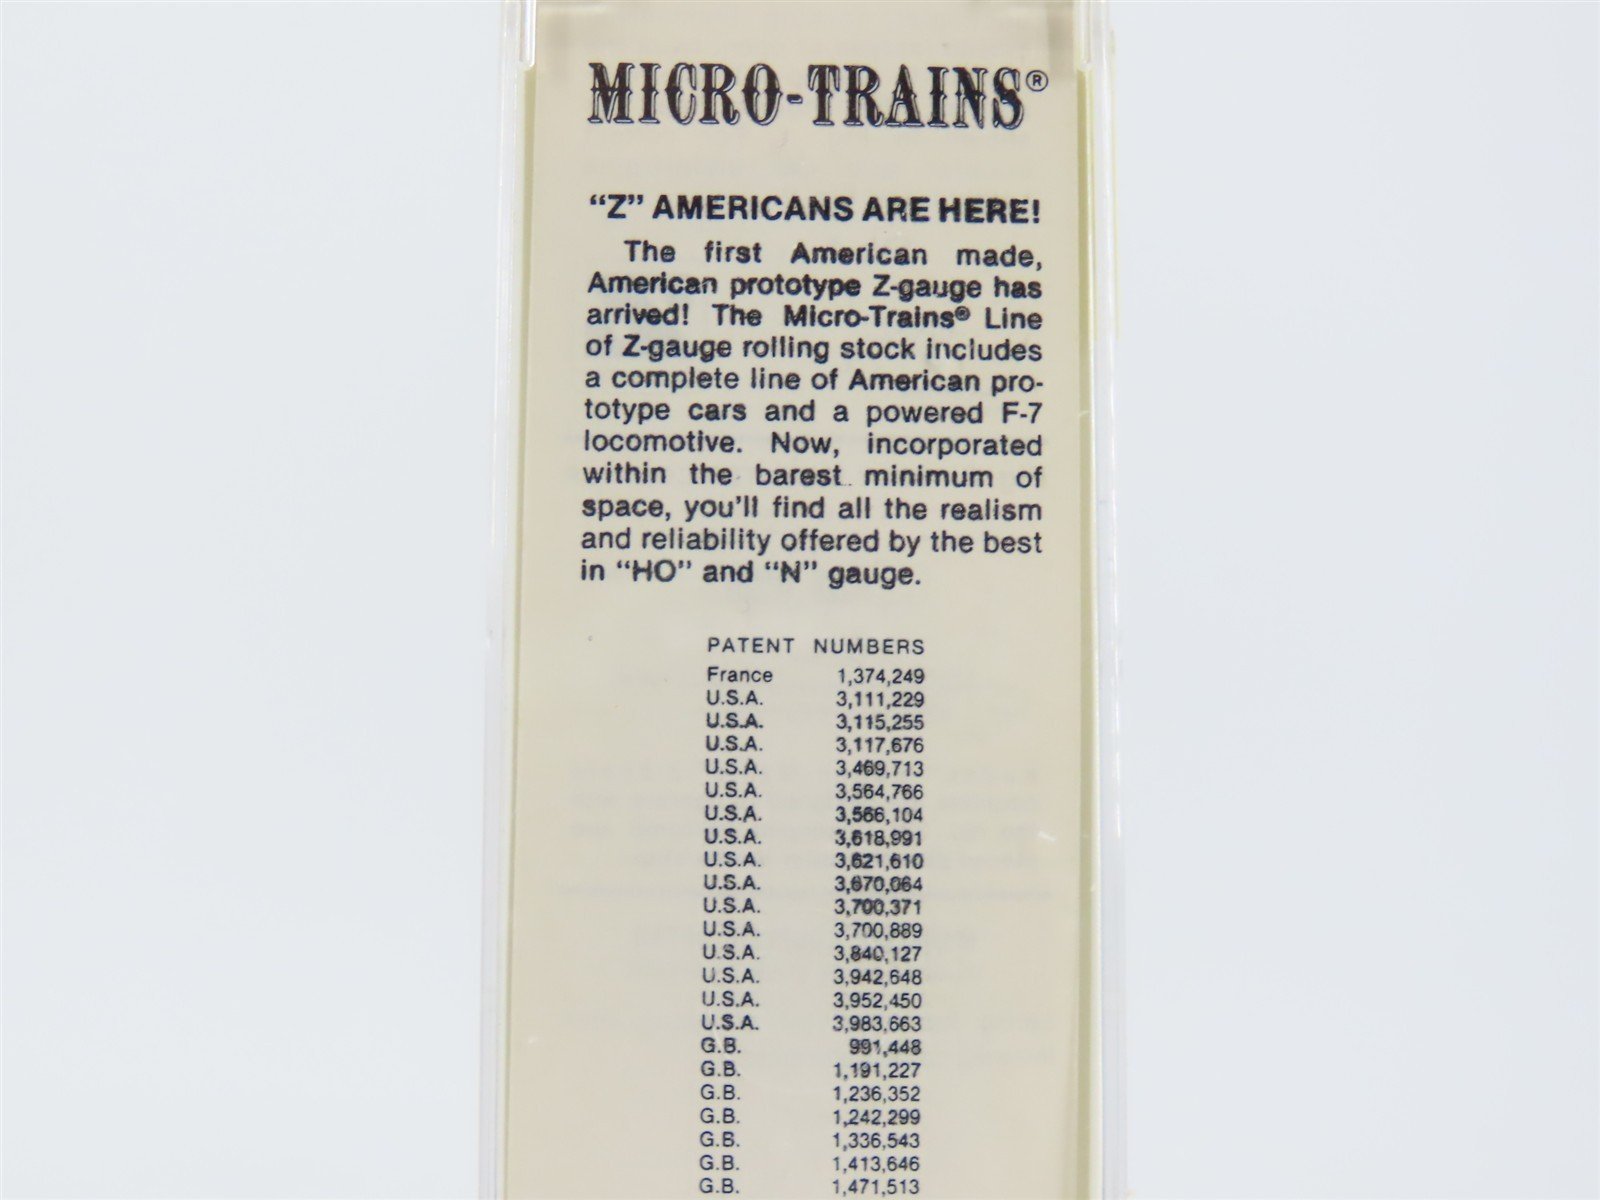 MICRO-TRAINS®
“Z” AMERICANS ARE HERE!
The first American made,
American prototype Z-gauge has
arrived! The Micro-Trains® Line
of Z-gauge rolling stock includes
a complete line of American pro-
totype cars and a powered F-7
locomotive. Now, incorporated
within the barest minimum of
space, you'll find all the realism
and reliability offered by the best
in “HO” and “N” gauge.
PATENT NUMBERS
France 1,374,249
U.S.A. 3,111,229
U.S.A. 3,115,255
U.S.A. 3,117,676
U.S.A. 3,469,713
U.S.A. 3,564,766
U.S.A. 3,566,104
U.S.A. 3,618,991
U.S.A. 3,621,610
U.S.A. 3,670,064
U.S.A. 3,700,371
U.S.A. 3,700,889
U.S.A. 3,840,127
U.S.A. 3,942,648
U.S.A. 3,952,450
U.S.A. 3,983,663
G.B. 991,448
G.B. 1,191,227
G.B. 1,236,352
G.B. 1,242,299
G.B. 1,336,543
G.B. 1,413,646
G.B. 1,471,513